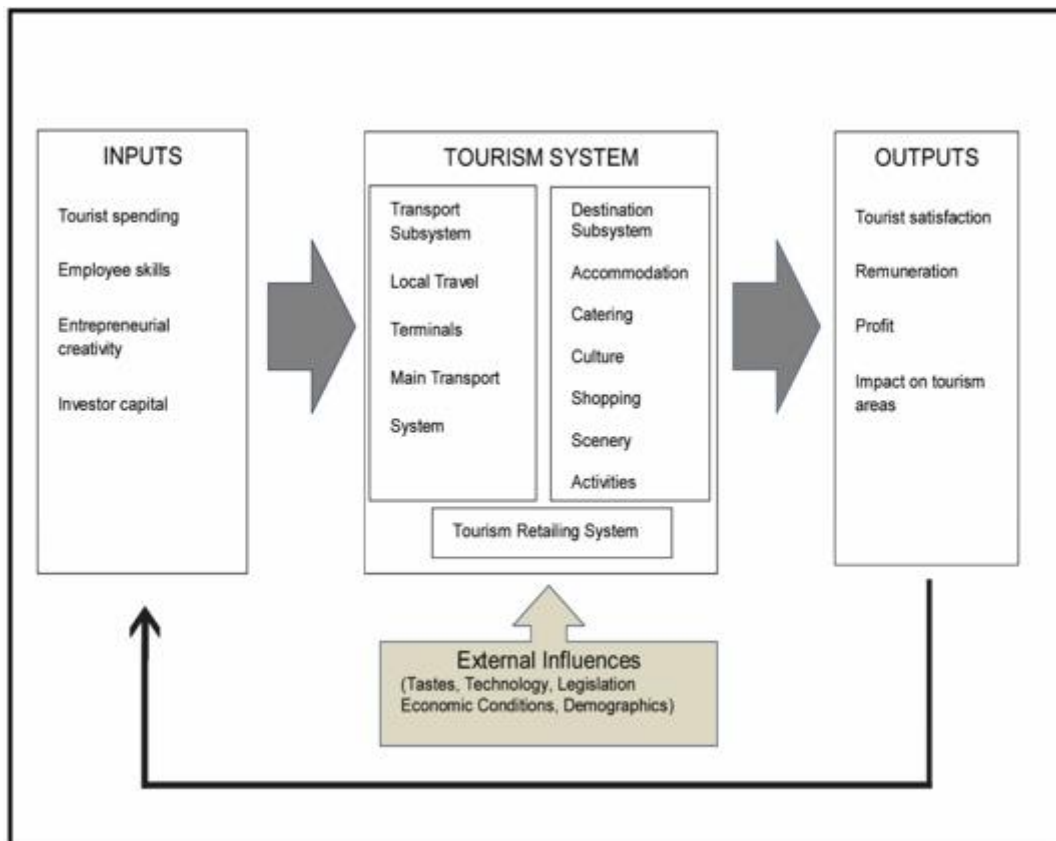 INPUTS
Tourist spending
Employee skills
Entrepreneurial
creativity
Investor capital
TOURISM SYSTEM
Transport
Subsystem
Local Travel
Terminals
Main Transport
System
Destination
Subsystem
Accommodation
Catering
Culture
Shopping
Scenery
Activities
Tourism Retailing System
OUTPUTS
Tourist satisfaction
Remuneration
Profit
Impact on tourism
areas
External Influences
(Tastes, Technology, Legislation
Economic Conditions, Demographics)